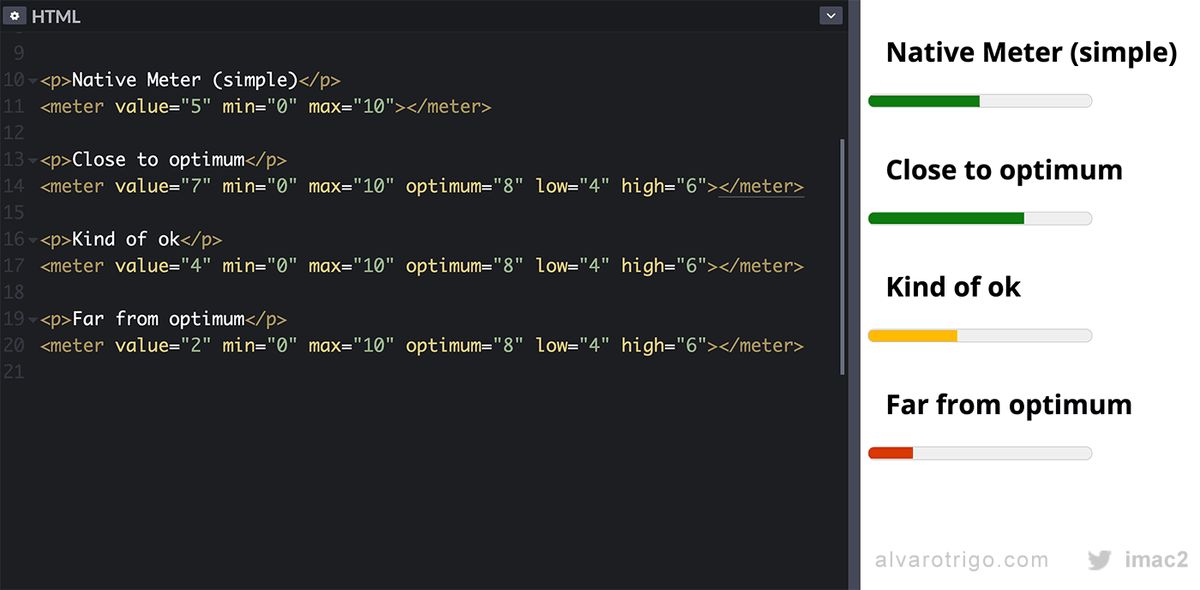 HTML
9
10 <p>Native Meter (simple)</p>
11 <meter value="5" min="0" max="10"></meter>
12
13 <p>Close to optimum</p>
14 <meter value="7" min="0" max="10" optimum="8" low="4" high="6"></meter>
15
16 <p>Kind of ok</p>
17 <meter value="4" min="0" max="10" optimum="8" low="4" high="6"></meter>
18
19 <p>Far from optimum</p>
20 <meter value="2" min="0" max="10" optimum="8" low="4" high="6"></meter>
21
Native Meter (simple)
Close to optimum
Kind of ok
Far from optimum
alvarotrigo.com imac2